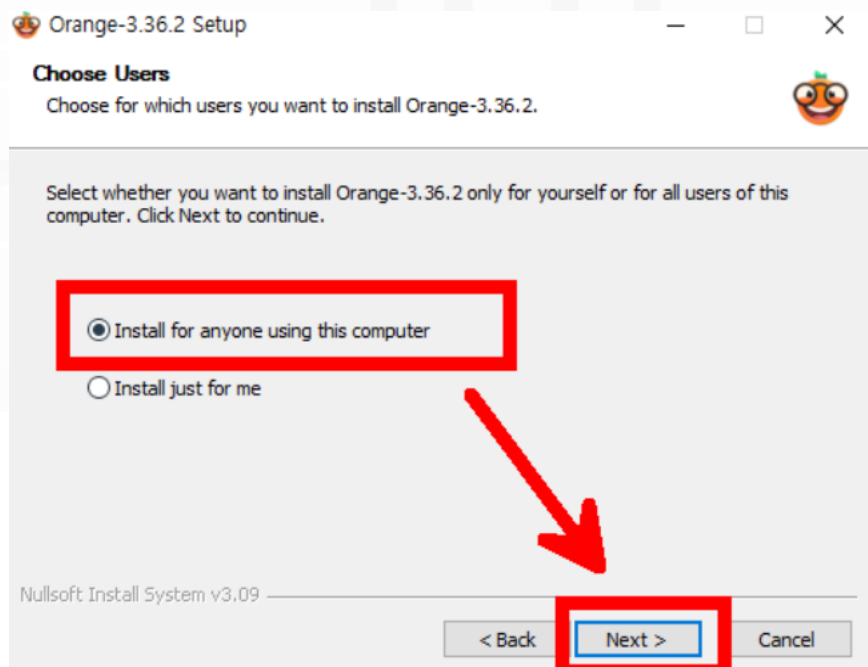 Orange-3.36.2 Setup
Choose Users
Choose for which users you want to install Orange-3.36.2.
Select whether you want to install Orange-3.36.2 only for yourself or for all users of this
computer. Click Next to continue.
Install for anyone using this computer
Install just for me
Nullsoft Install System v3.09
< Back Next > Cancel